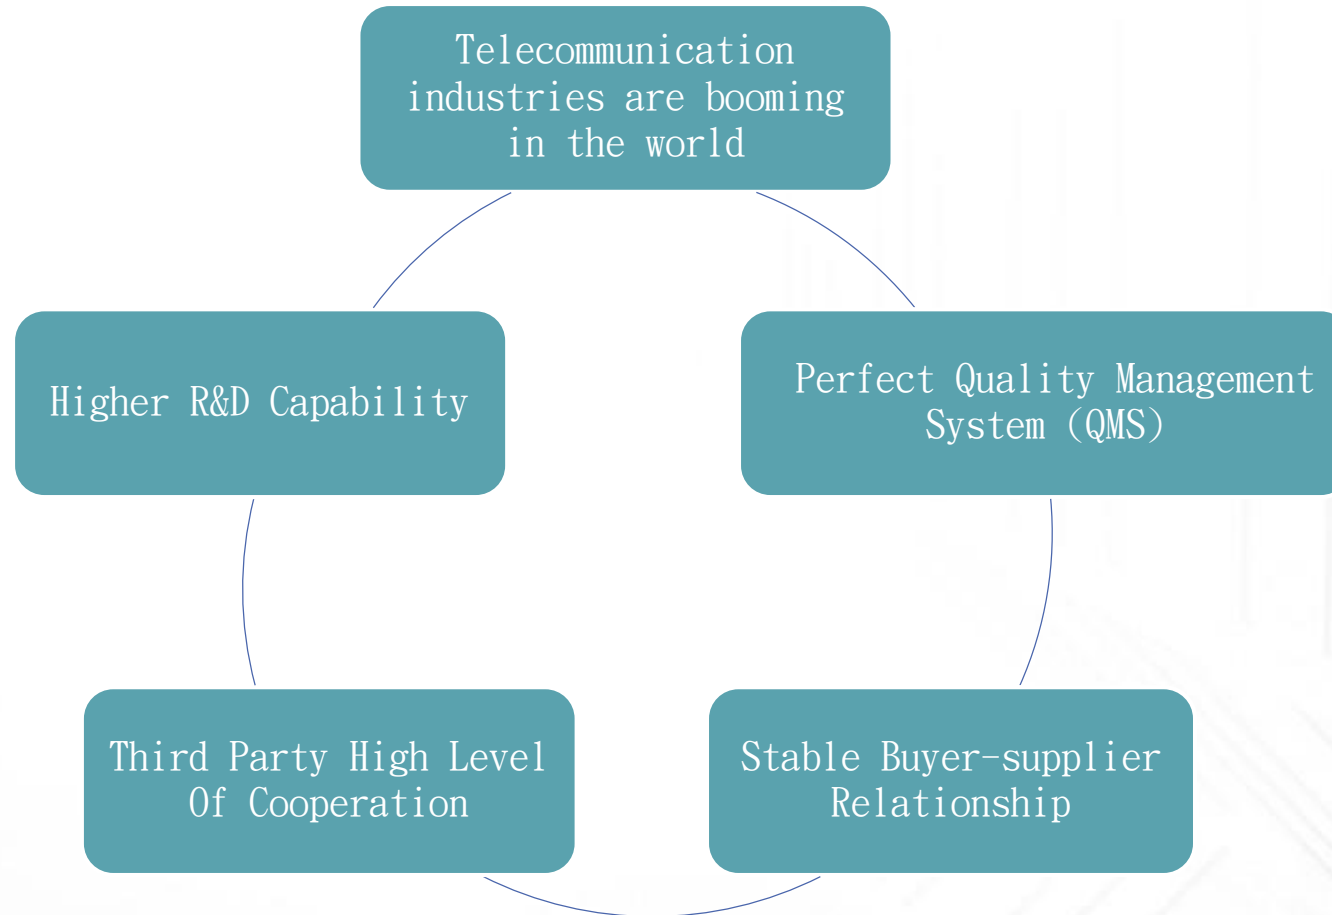 Telecommunication
industries are booming
in the world
Higher R&D Capability
Perfect Quality Management
System (QMS)
Third Party High Level
Of Cooperation
Stable Buyer-supplier
Relationship